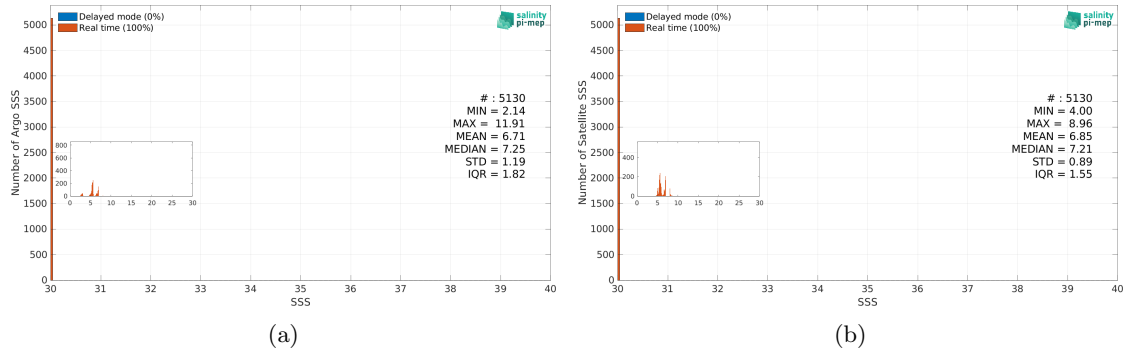 Delayed mode (0%)
Real time (100%)
salinity
pi-mep
Number of Argo SSS
5000
4500
4000
3500
3000
2500
2000
1500
1000
500
0
# : 5130
MIN = 2.14
MAX = 11.91
MEAN = 6.71
MEDIAN = 7.25
STD = 1.19
IQR = 1.82
800
600
400
200
0
0 5 10 15 20 25 30
30 31 32 33 34 35 36 37 38 39 40
SSS
(a)
Delayed mode (0%)
Real time (100%)
salinity
pi-mep
Number of Satellite SSS
5000
4500
4000
3500
3000
2500
2000
1500
1000
500
0
# : 5130
MIN = 4.00
MAX = 8.96
MEAN = 6.85
MEDIAN = 7.21
STD = 0.89
IQR = 1.55
400
200
0
0 5 10 15 20 25 30
30 31 32 33 34 35 36 37 38 39 40
SSS
(b)